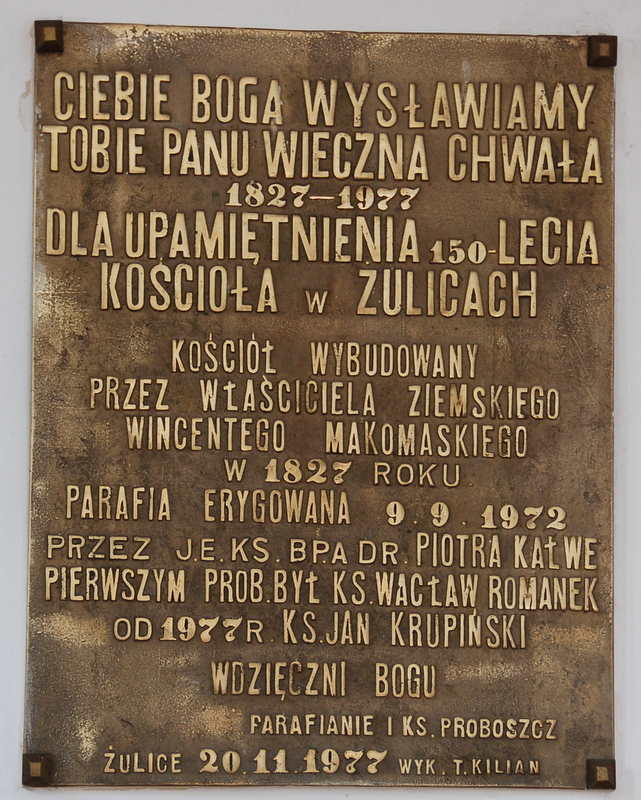 CIEBIE BOGA WYSŁAWIAMY
TOBIE PANU WIECZNA CHWAŁA
1827–1977
DLA UPAMIĘTNIENIA 150-LECIA
KOŚCIOŁA W ZULICACH
KOŚCIÓŁ WYBUDOWANY
PRZEZ WŁAŚCICIELA ZIEMSKIEGO
WINCENTEGO MAKOMASKIEGO
W 1827 ROKU.
PARAFIA ERYGOWANA 9.9.1972
PRZEZ J.E.KS.BPA DR.PIOTRA KAŁWE
PIERWSZYM PROB.BYŁ KS.WACŁAW ROMANEK
OD 1977R.KS.JAN KRUPIŃSKI
WDZIĘCZNI BOGU
PARAFIANIE I KS.PROBOSZCZ
ŻULICE 20.11.1977 WYK.T.KILIAN